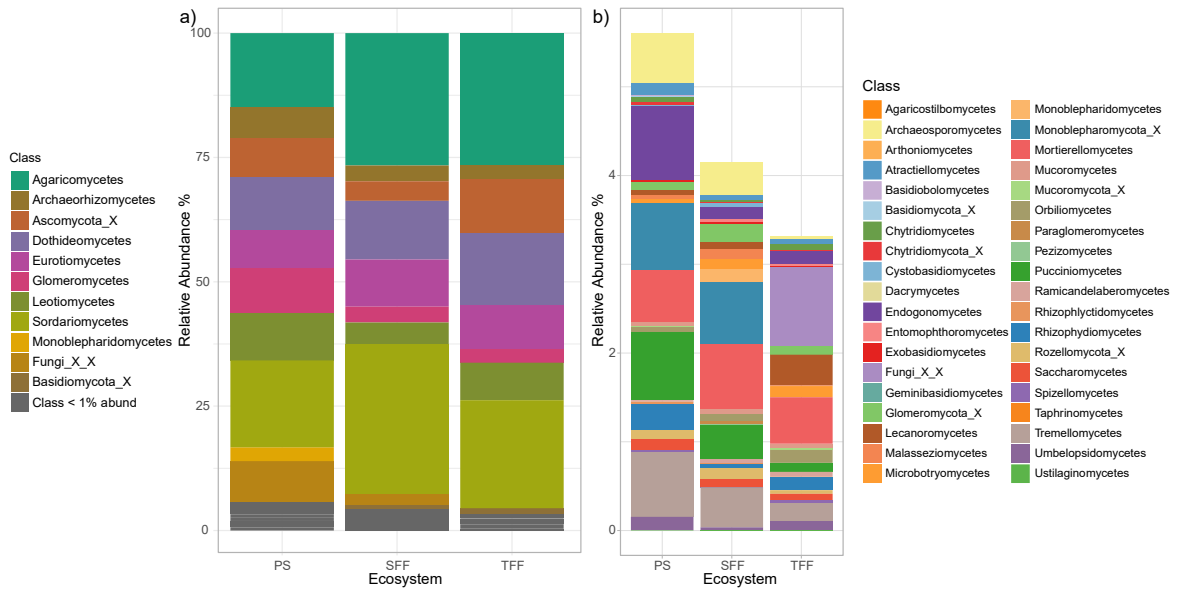 a)
Relative Abundance %
100
75
50
25
0
PS
SFF
TFF
Ecosystem
Class
Agaricomycetes
Archaeorhizomycetes
Ascomycota_X
Dothideomycetes
Eurotiomycetes
Glomeromycetes
Leotiomycetes
Sordariomycetes
Monoblepharidomycetes
Fungi_X_X
Basidiomycota_X
Class < 1% abund
b)
Relative Abundance %
4
2
0
PS
SFF
TFF
Ecosystem
Class
Agaricostilbomycetes
Archaeosporomycetes
Arthoniomycetes
Atractiellomycetes
Basidiobolomycetes
Basidiomycota_X
Chytridiomycetes
Chytridiomycota_X
Cystobasidiomycetes
Dacrymycetes
Endogonomycetes
Entomophthoromycetes
Exobasidiomycetes
Fungi_X_X
Geminibasidiomycetes
Glomeromycota_X
Lecanoromycetes
Malasseziomycetes
Microbotryomycetes
Monoblepharidomycetes
Monoblepharomycota_X
Mortierellomycetes
Mucoromycetes
Mucoromycota_X
Orbiliomycetes
Paraglomeromycetes
Pezizomycetes
Pucciniomycetes
Ramicandelaberomycetes
Rhizophlyctidomycetes
Rhizophydiomycetes
Rozellomycota_X
Saccharomycetes
Spizellomycetes
Taphrinomycetes
Tremellomycetes
Umbelopsidomycetes
Ustilaginomycetes